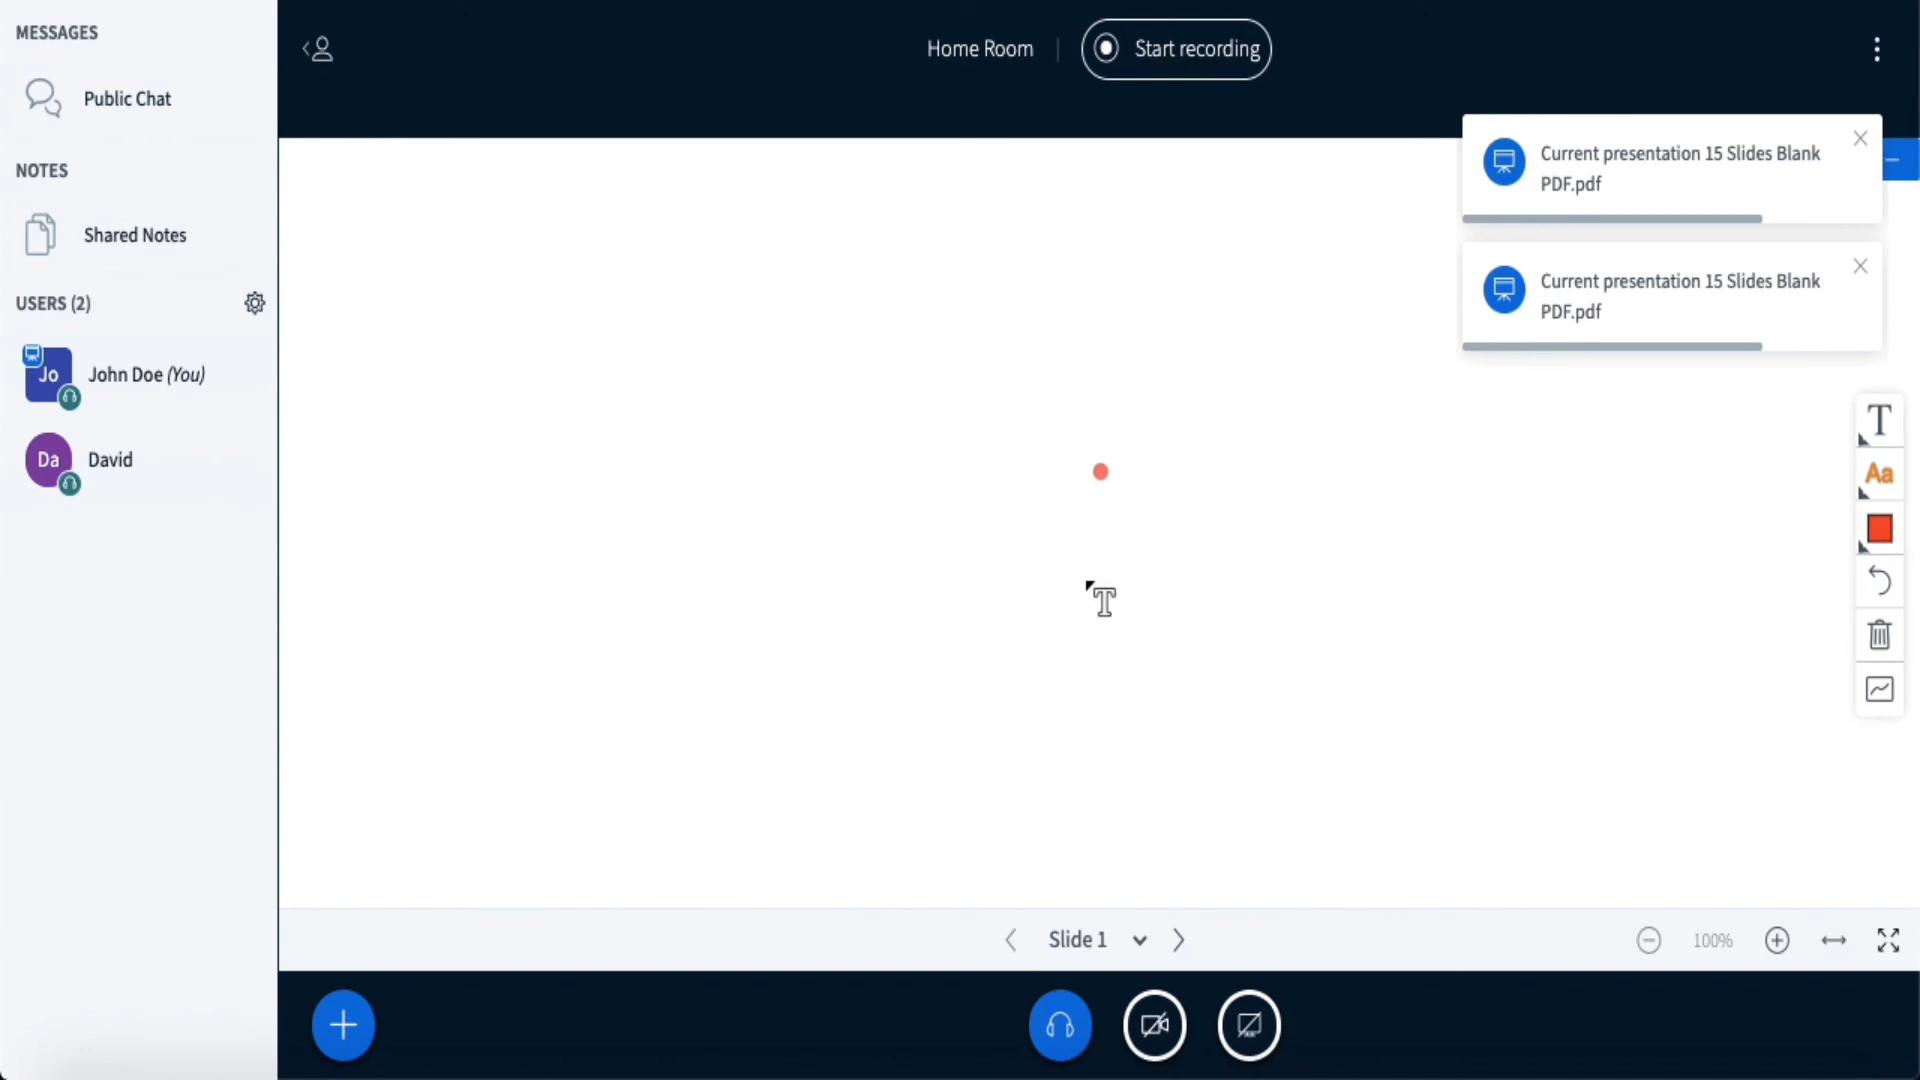 MESSAGES
Public Chat
NOTES
Shared Notes
USERS (2)
Jo
John Doe (You)
Da
David
Home Room
Start recording
Current presentation 15 Slides Blank
PDF.pdf
Current presentation 15 Slides Blank
PDF.pdf
T
Aa
T
Slide 1
100%